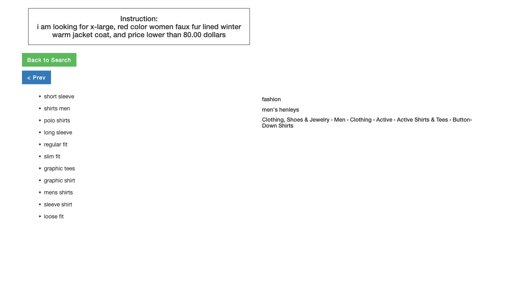 Instruction:
i am looking for x-large, red color women faux fur lined winter
warm jacket coat, and price lower than 80.00 dollars
Back to Search
< Prev
short sleeve
shirts men
polo shirts
long sleeve
regular fit
slim fit
graphic tees
graphic shirt
mens shirts
sleeve shirt
loose fit
fashion
men's henleys
Clothing, Shoes & Jewelry › Men › Clothing › Active › Active Shirts & Tees › Button-
Down Shirts